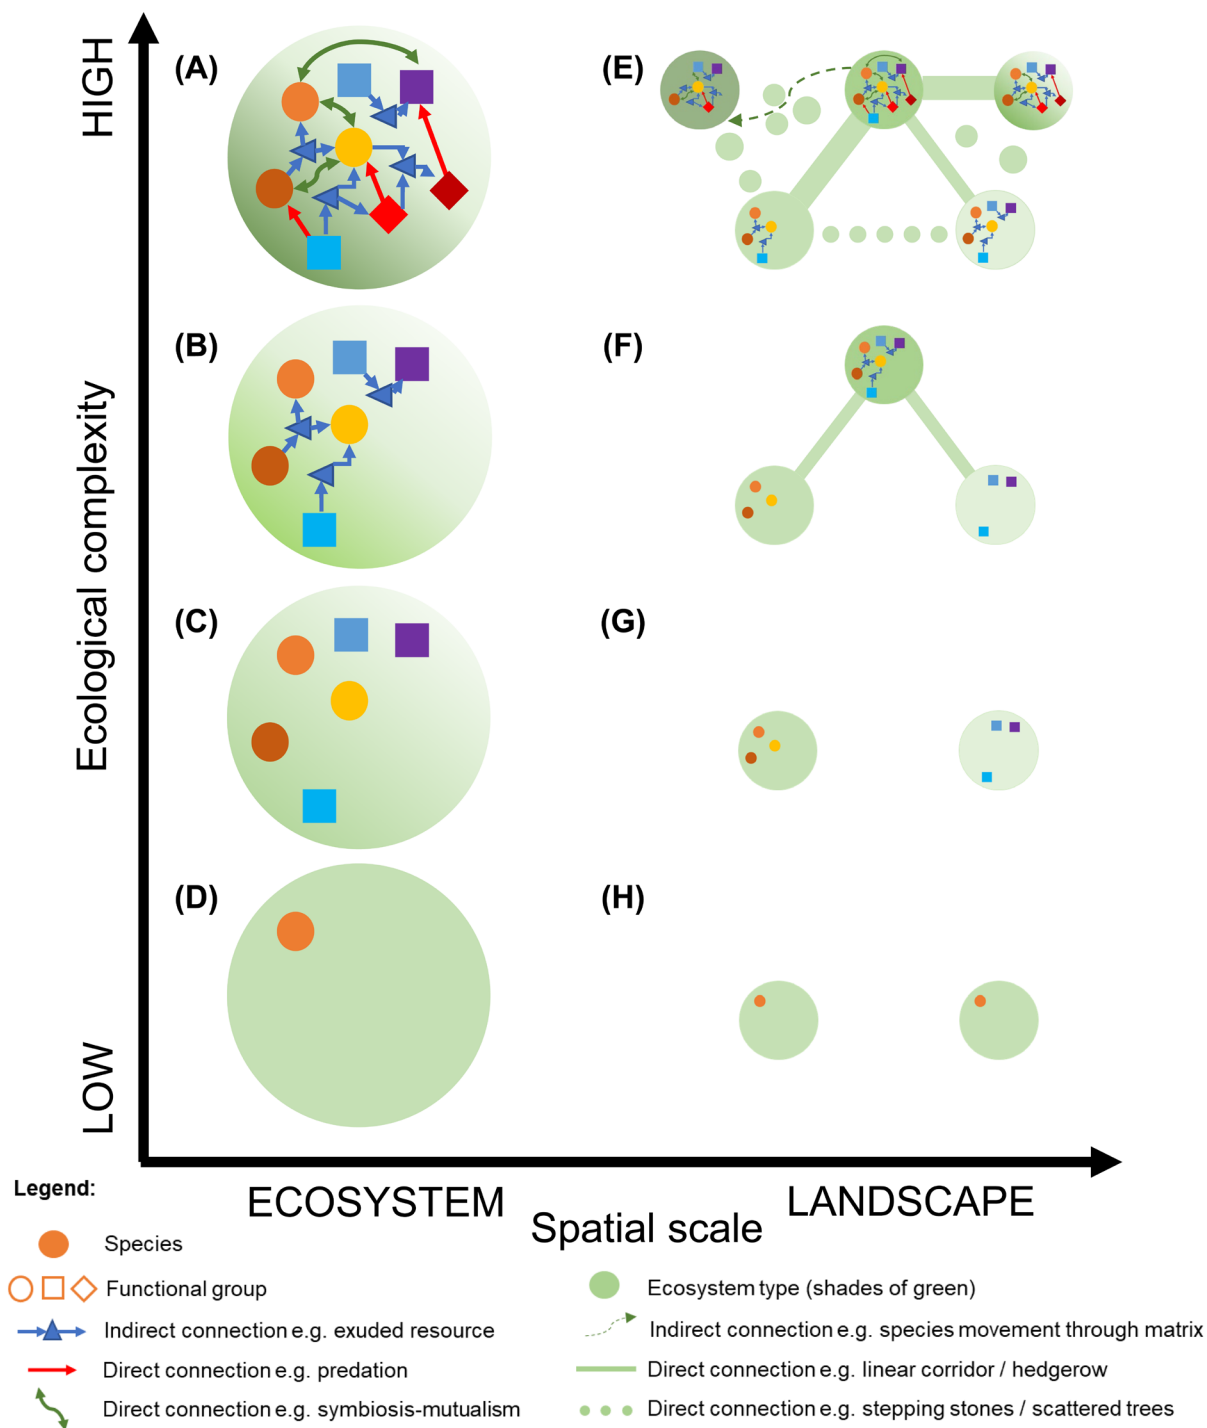 HIGH
Ecological complexity
LOW
(A)
(E)
(B)
(F)
(C)
(G)
(D)
(H)
ECOSYSTEM
LANDSCAPE
Spatial scale
Legend:
Species
Functional group
Indirect connection e.g. exuded resource
Direct connection e.g. predation
Direct connection e.g. symbiosis-mutualism
Ecosystem type (shades of green)
Indirect connection e.g. species movement through matrix
Direct connection e.g. linear corridor / hedgerow
Direct connection e.g. stepping stones / scattered trees